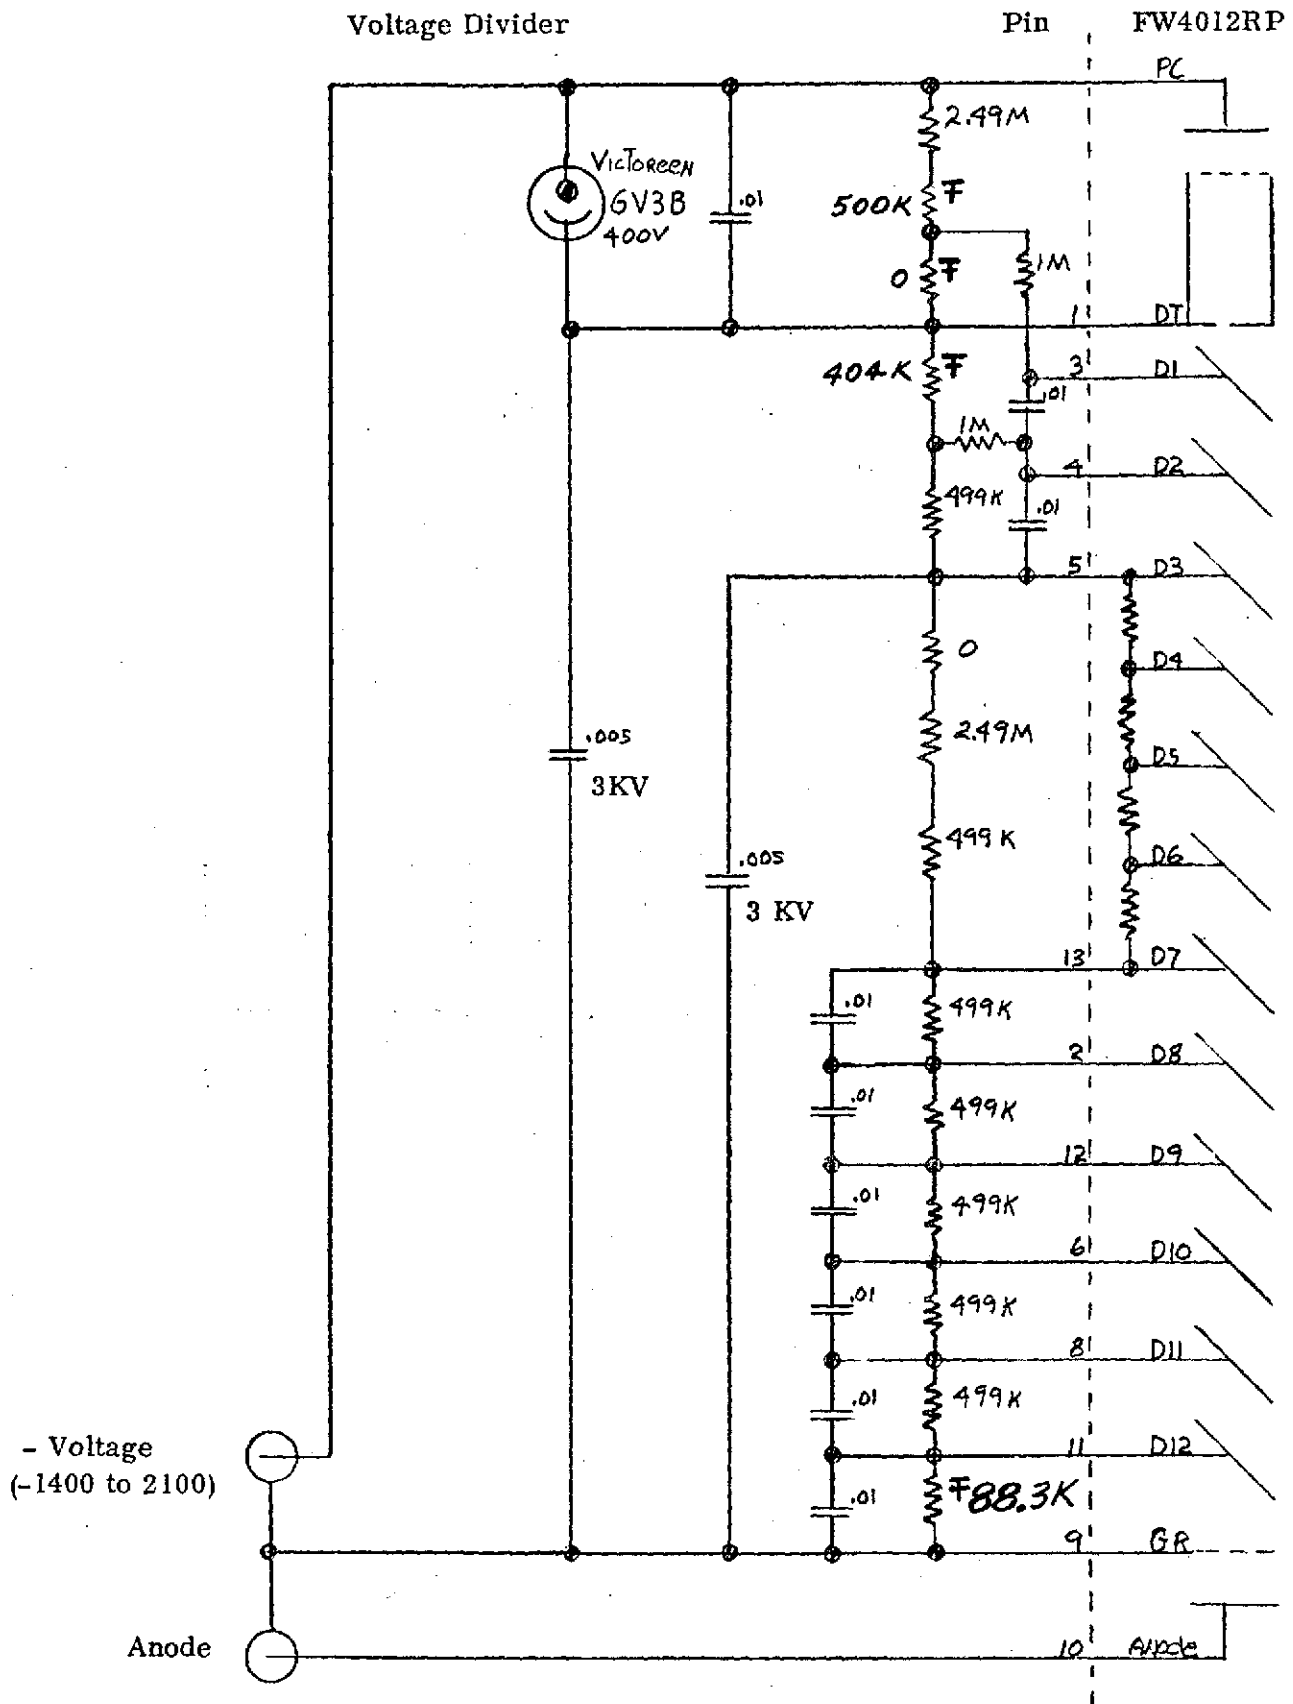 Voltage Divider Pin FW4012RP
PC
2.49M
VICTOREEN
GV3B
400V
.01
500K Ŧ
0 Ŧ
1M
1 DT
404K Ŧ
3 D1
.01
1M
4 D2
499K
.01
5 D3
0
D4
2.49M
.005
3KV
D5
499K
.005
3 KV
D6
13 D7
.01
499K
2 D8
.01
499K
12 D9
.01
499K
6 D10
.01
499K
8 D11
.01
499K
- Voltage
(-1400 to 2100)
11 D12
.01
Ŧ88.3K
9 GR
Anode
10 Anode